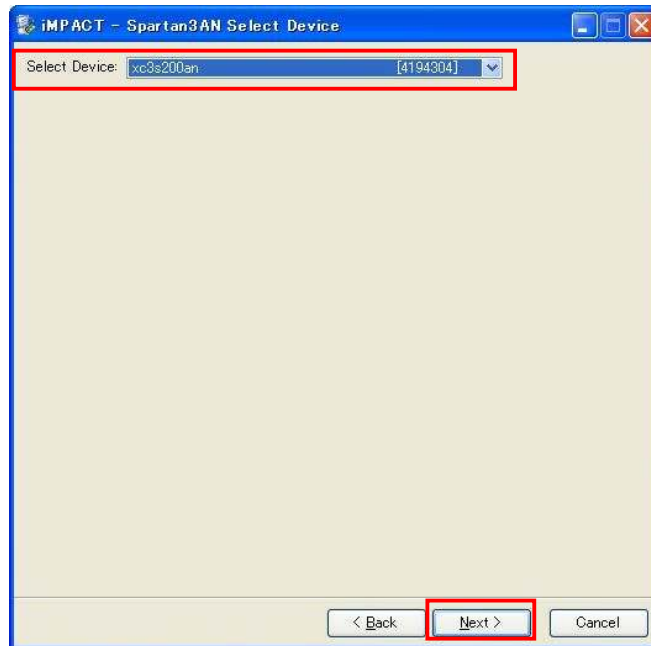 iMPACT - Spartan3AN Select Device
Select Device: xc3s200an [4194304]
< Back Next > Cancel